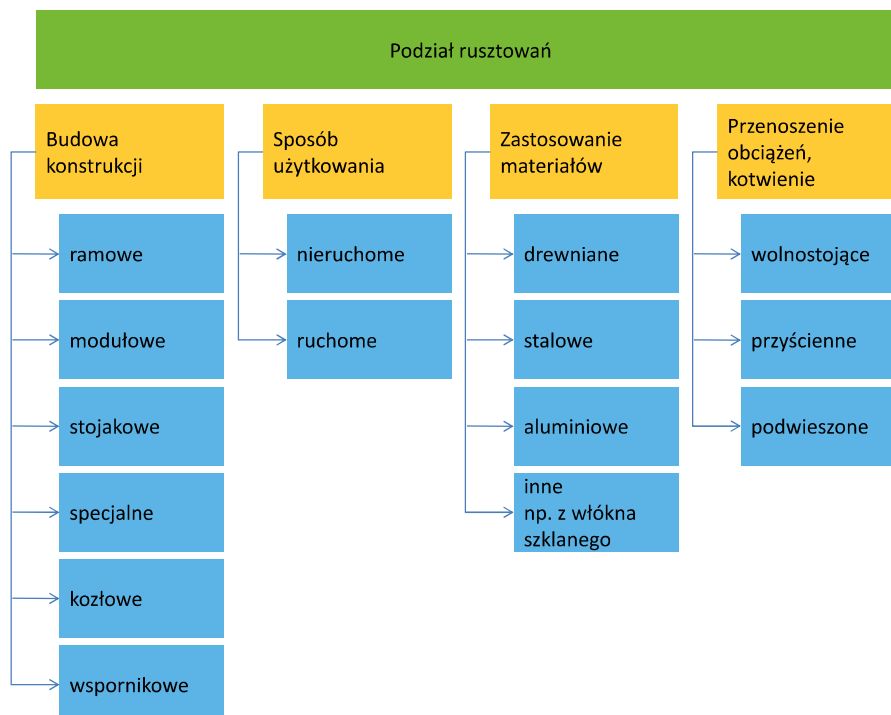 Podział rusztowań
Budowa
konstrukcji
ramowe
modułowe
stojakowe
specjalne
kozłowe
wspornikowe
Sposób
użytkowania
nieruchome
ruchome
Zastosowanie
materiałów
drewniane
stalowe
aluminiowe
inne
np. z włókna
szklanego
Przenoszenie
obciążeń,
kotwienie
wolnostojące
przyścienne
podwieszone